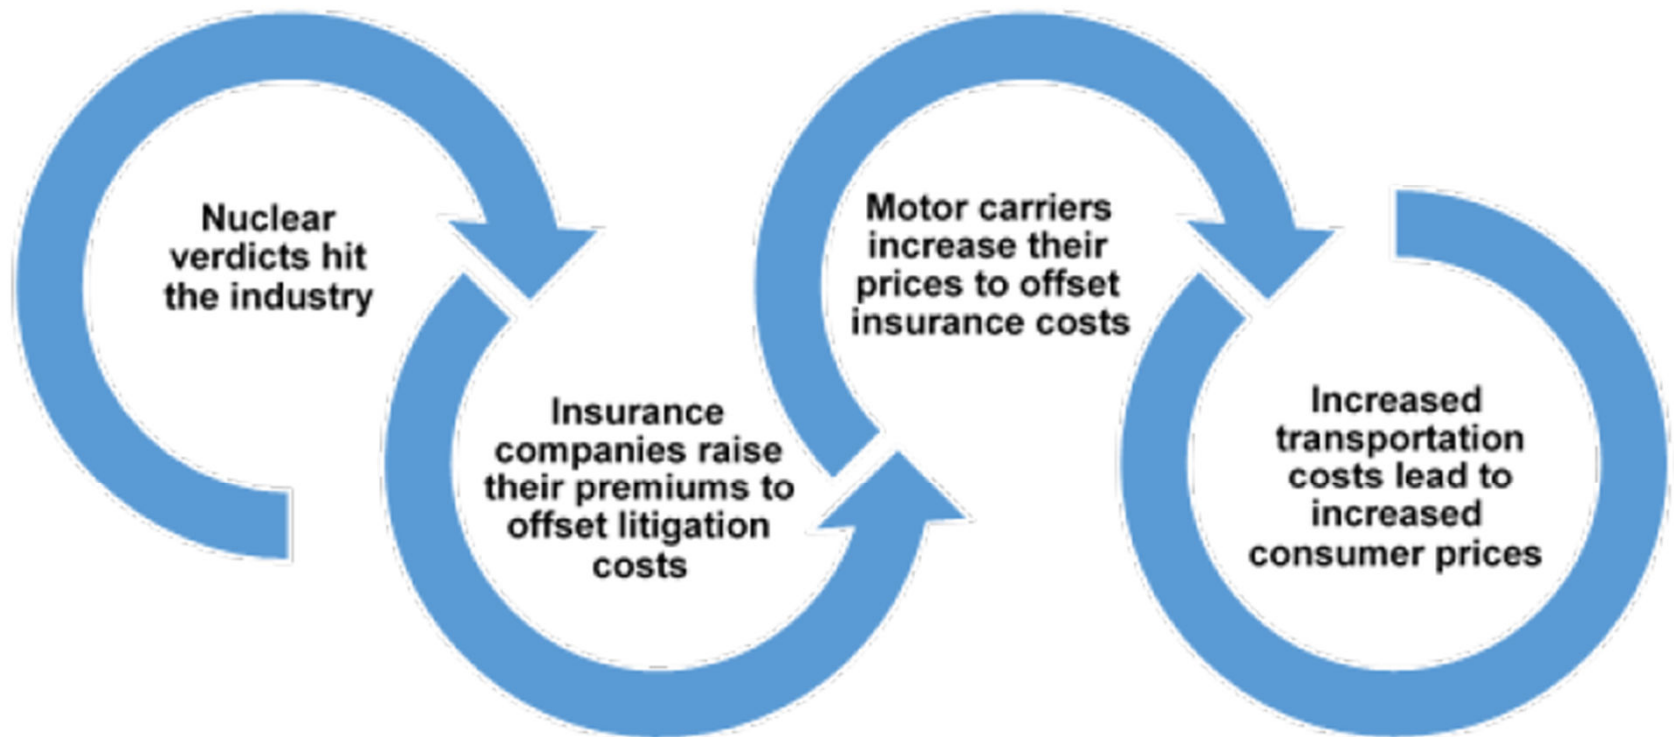 Nuclear
verdicts hit
the industry
Insurance
companies raise
their premiums to
offset litigation
costs
Motor carriers
increase their
prices to offset
insurance costs
Increased
transportation
costs lead to
increased
consumer prices